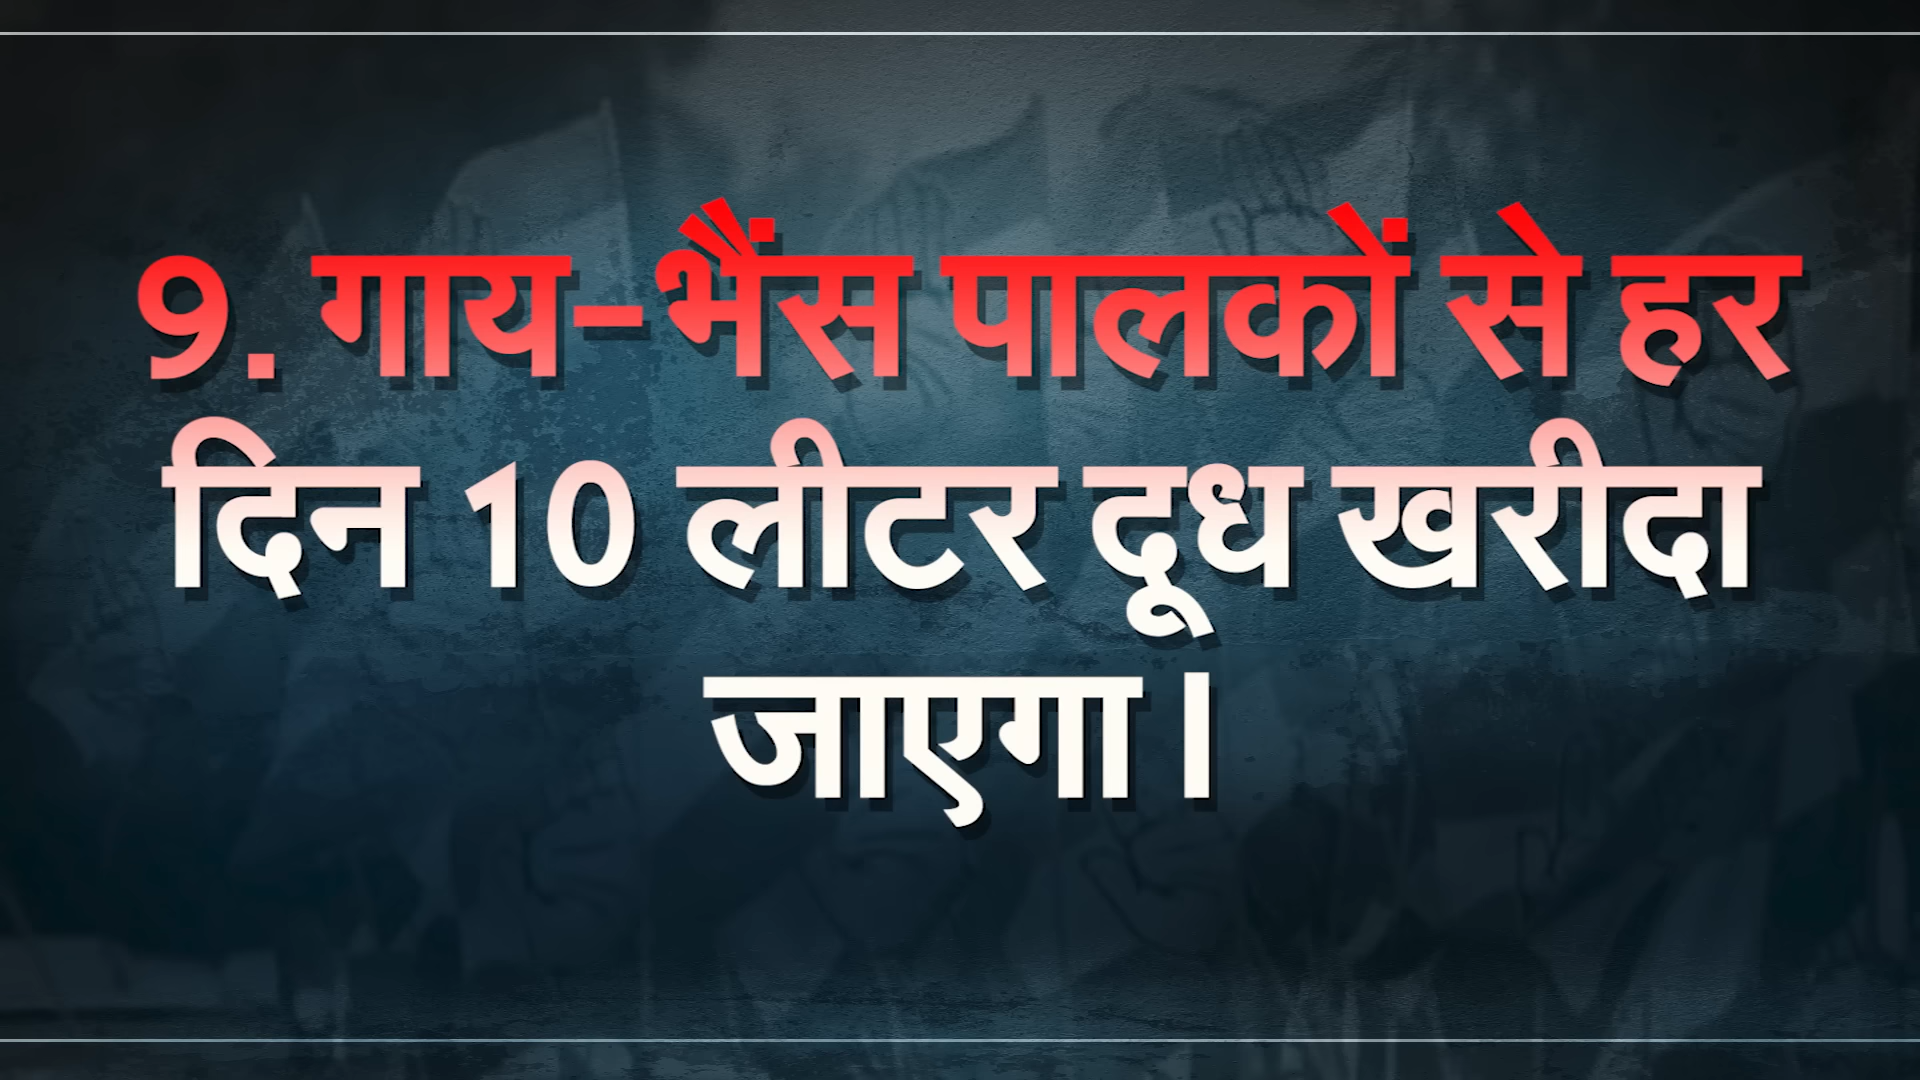 9. गाय-भैंस पालकों से हर
दिन 10 लीटर दूध खरीदा
जाएगा।